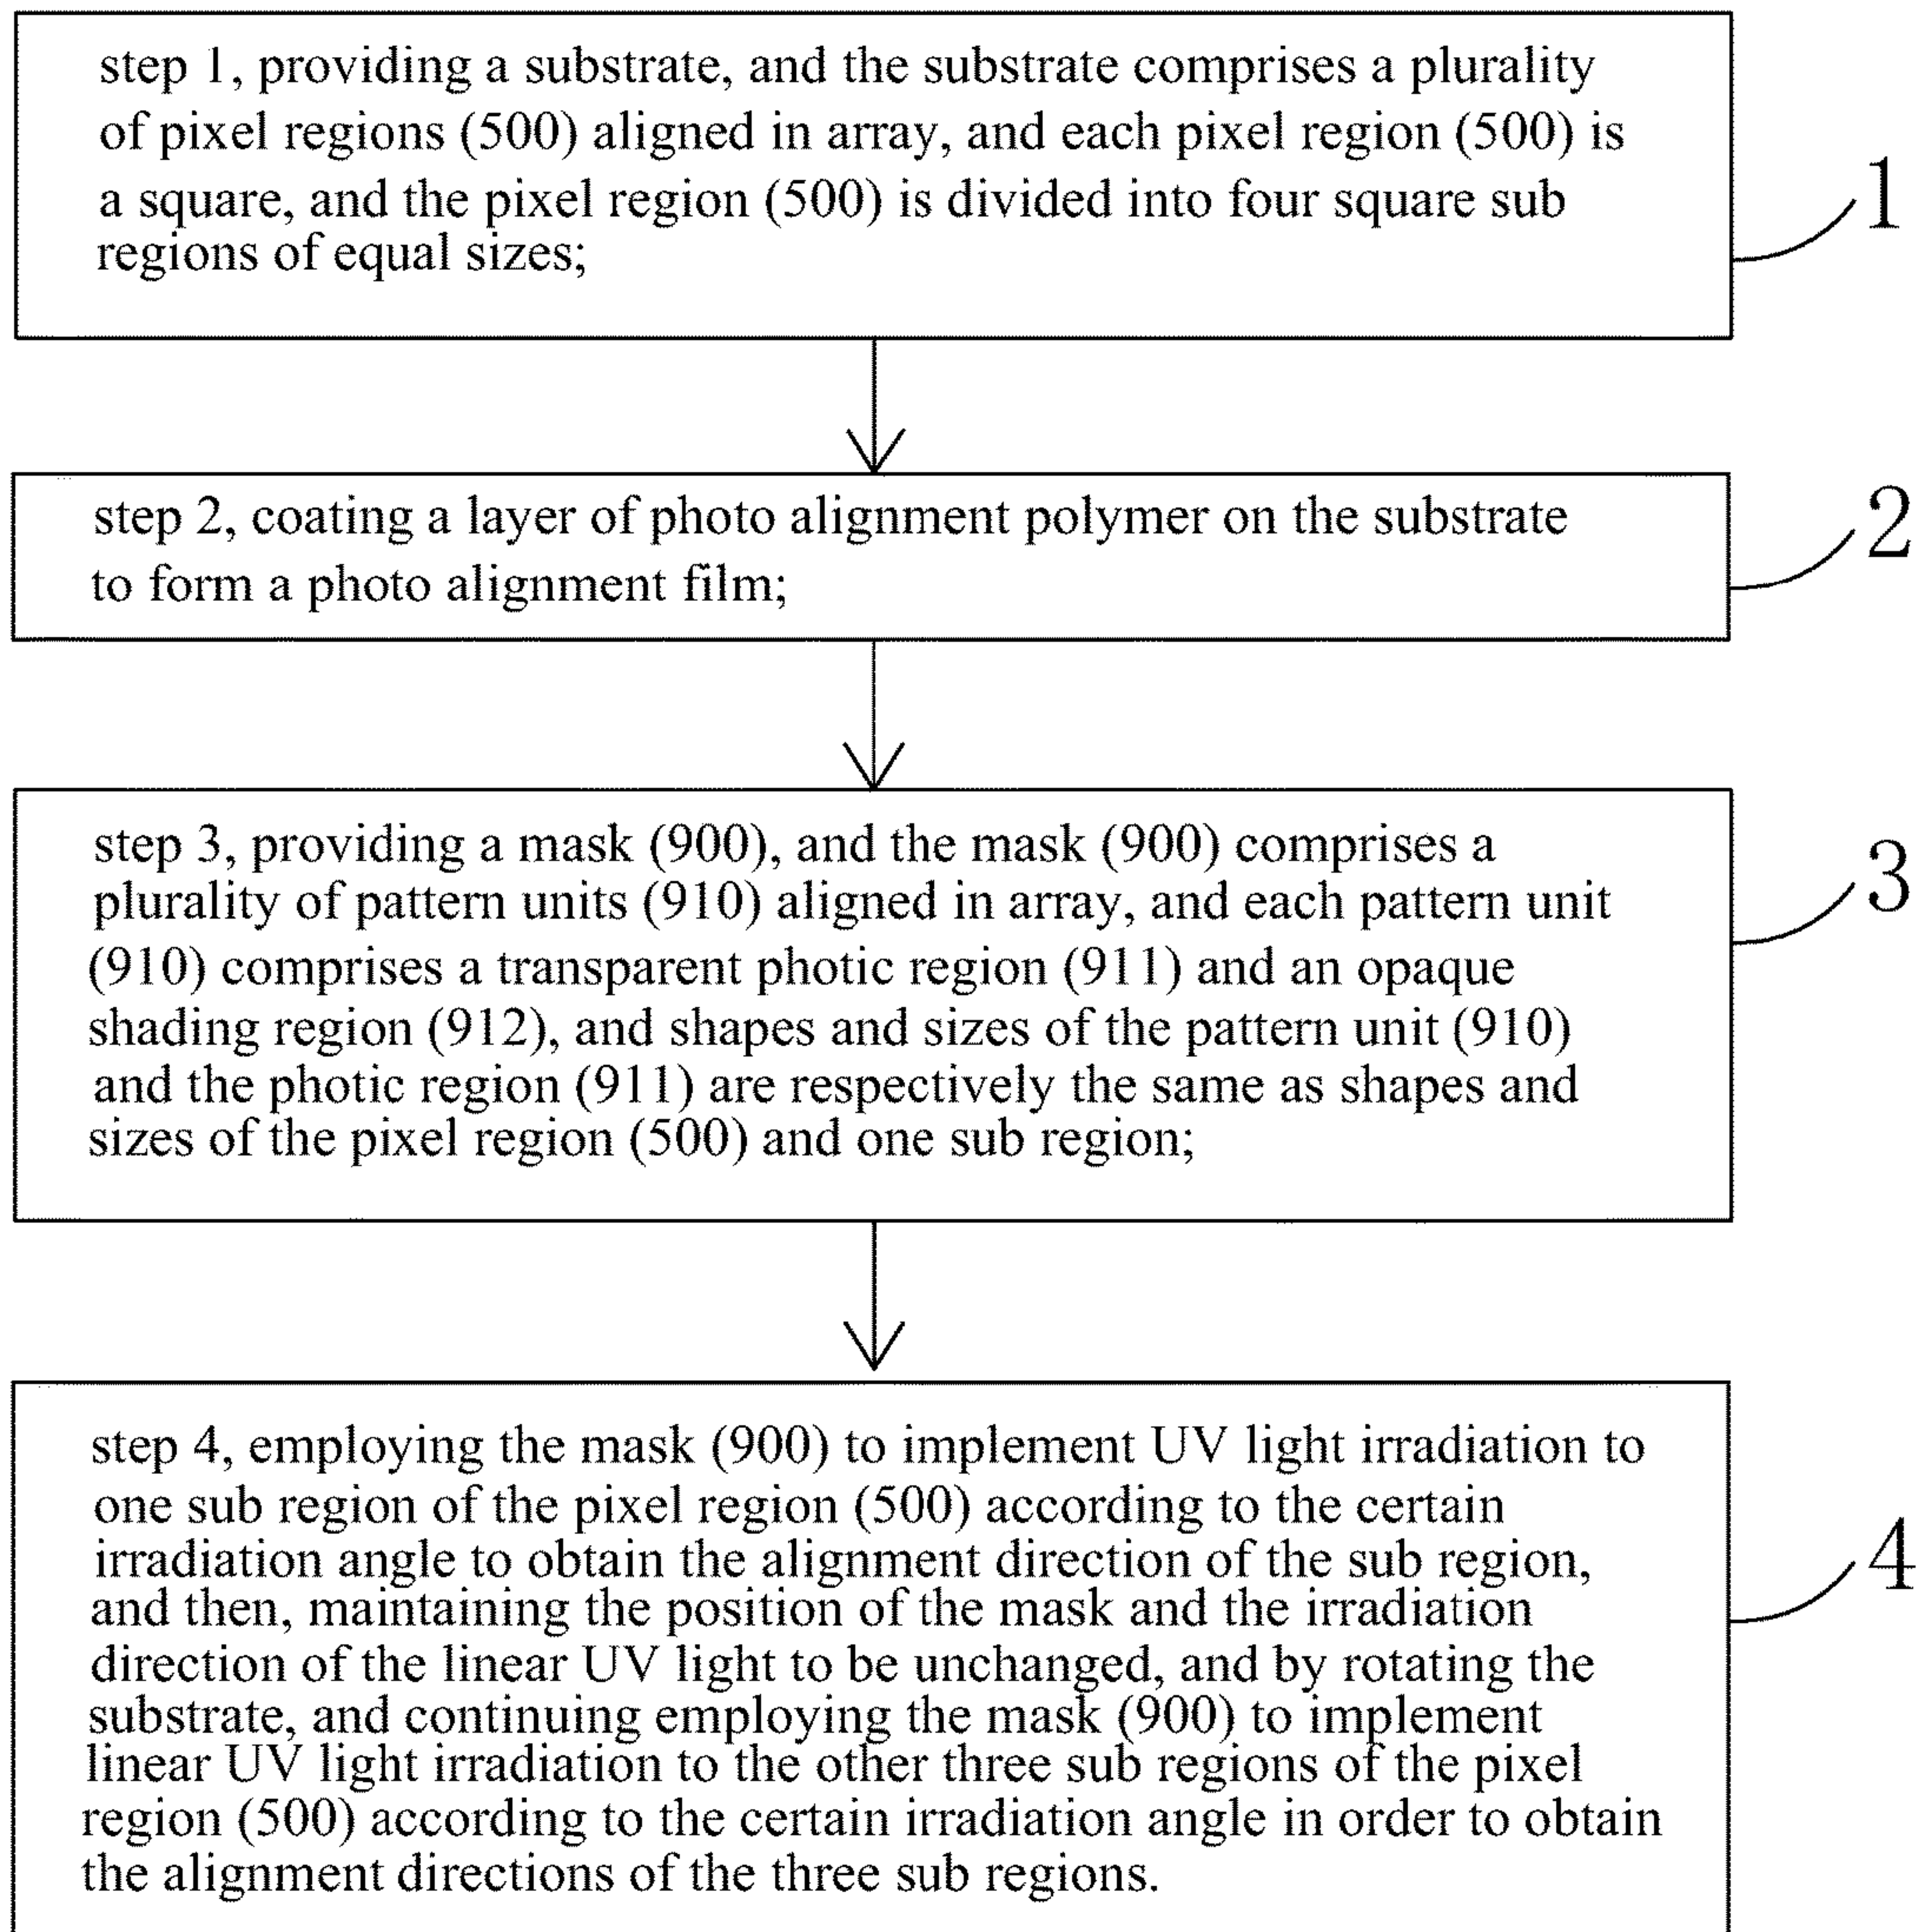 step 1, providing a substrate, and the substrate comprises a plurality
of pixel regions (500) aligned in array, and each pixel region (500) is
a square, and the pixel region (500) is divided into four square sub
regions of equal sizes;
1
step 2, coating a layer of photo alignment polymer on the substrate
to form a photo alignment film;
2
step 3, providing a mask (900), and the mask (900) comprises a
plurality of pattern units (910) aligned in array, and each pattern unit
(910) comprises a transparent photic region (911) and an opaque
shading region (912), and shapes and sizes of the pattern unit (910)
and the photic region (911) are respectively the same as shapes and
sizes of the pixel region (500) and one sub region;
3
step 4, employing the mask (900) to implement UV light irradiation to
one sub region of the pixel region (500) according to the certain
irradiation angle to obtain the alignment direction of the sub region,
and then, maintaining the position of the mask and the irradiation
direction of the linear UV light to be unchanged, and by rotating the
substrate, and continuing employing the mask (900) to implement
linear UV light irradiation to the other three sub regions of the pixel
region (500) according to the certain irradiation angle in order to obtain
the alignment directions of the three sub regions.
4